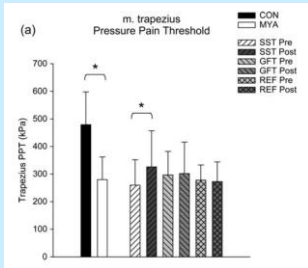 m. trapezius
(a) Pressure Pain Threshold
CON
MYA
SST Pre
SST Post
GFT Pre
GFT Post
REF Pre
REF Post
Trapezius PPT (kPa)
700
600
500
400
300
200
100
0
*
*